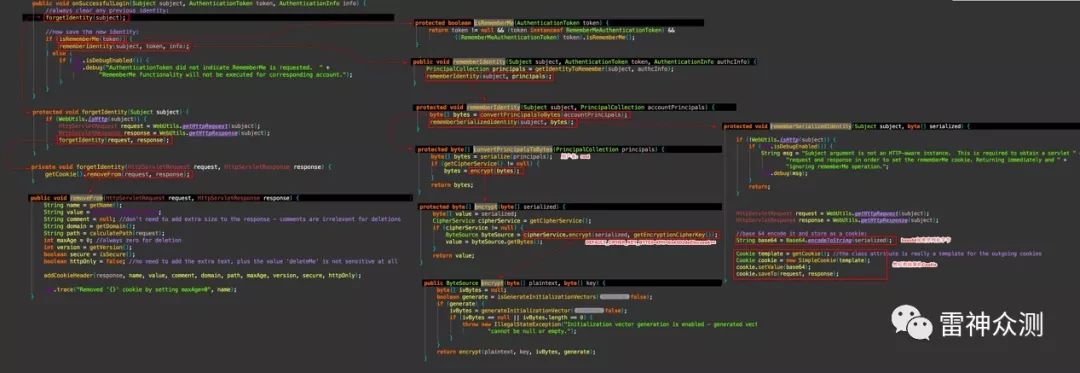 public void onSuccessfulLogin(Subject subject, AuthenticationToken token, AuthenticationInfo info) {
//always clear any previous identity:
forgetIdentity(subject);
//now save the new identity:
if (isRememberMe(token)) {
rememberIdentity(subject, token, info);
} else {
if ( .isDebugEnabled()) {
.debug("AuthenticationToken did not indicate RememberMe is requested. " +
"RememberMe functionality will not be executed for corresponding account.");
}
}
}
protected void forgetIdentity(Subject subject) {
if (WebUtils.isHttp(subject)) {
HttpServletRequest request = WebUtils.getHttpRequest(subject);
HttpServletResponse response = WebUtils.getHttpResponse(subject);
forgetIdentity(request, response);
}
}
private void forgetIdentity(HttpServletRequest request, HttpServletResponse response) {
getCookie().removeFrom(request, response);
}
public void removeFrom(HttpServletRequest request, HttpServletResponse response) {
String name = getName();
String value = ;
String comment = null; //don't need to add extra size to the response - comments are irrelevant for deletions
String domain = getDomain();
String path = calculatePath(request);
int maxAge = 0; //always zero for deletion
int version = getVersion();
boolean secure = isSecure();
boolean httpOnly = false; //no need to add the extra text, plus the value 'deleteMe' is not sensitive at all
addCookieHeader(response, name, value, comment, domain, path, maxAge, version, secure, httpOnly);
.trace("Removed '{}' cookie by setting maxAge=0", name);
}
protected boolean isRememberMe(AuthenticationToken token) {
return token != null && (token instanceof RememberMeAuthenticationToken) &&
((RememberMeAuthenticationToken) token).isRememberMe();
}
public void rememberIdentity(Subject subject, AuthenticationToken token, AuthenticationInfo authcInfo) {
PrincipalCollection principals = getIdentityToRemember(subject, authcInfo);
rememberIdentity(subject, principals);
}
protected void rememberIdentity(Subject subject, PrincipalCollection accountPrincipals) {
byte[] bytes = convertPrincipalsToBytes(accountPrincipals);
rememberSerializedIdentity(subject, bytes);
}
protected byte[] convertPrincipalsToBytes(PrincipalCollection principals) {
byte[] bytes = serialize(principals);
if (getCipherService() != null) {
bytes = encrypt(bytes);
}
return bytes;
}
protected byte[] encrypt(byte[] serialized) {
byte[] value = serialized;
CipherService cipherService = getCipherService();
if (cipherService != null) {
ByteSource byteSource = cipherService.encrypt(serialized, getEncryptionCipherKey());
value = byteSource.getBytes();
}
return value;
}
public ByteSource encrypt(byte[] plaintext, byte[] key) {
byte[] ivBytes = null;
boolean generate = isGenerateInitializationVectors( false);
if (generate) {
ivBytes = generateInitializationVector( false);
if (ivBytes == null || ivBytes.length == 0) {
throw new IllegalStateException("Initialization vector generation is enabled - generated vect
"cannot be null or empty.");
}
}
return encrypt(plaintext, key, ivBytes, generate);
}
protected void rememberSerializedIdentity(Subject subject, byte[] serialized) {
if (!WebUtils.isHttp(subject)) {
if ( .isDebugEnabled()) {
String msg = "Subject argument is not an HTTP-aware instance. This is required to obtain a servlet "
"request and response in order to set the rememberMe cookie. Returning immediately and " +
"ignoring rememberMe operation.";
.debug(msg);
}
return;
}
HttpServletRequest request = WebUtils.getHttpRequest(subject);
HttpServletResponse response = WebUtils.getHttpResponse(subject);
//base 64 encode it and store as a cookie:
String base64 = Base64.encodeToString(serialized);
Cookie template = getCookie(); //the class attribute is really a template for the outgoing cookies
Cookie cookie = new SimpleCookie(template);
cookie.setValue(base64);
cookie.saveTo(request, response);
}
雷神众测